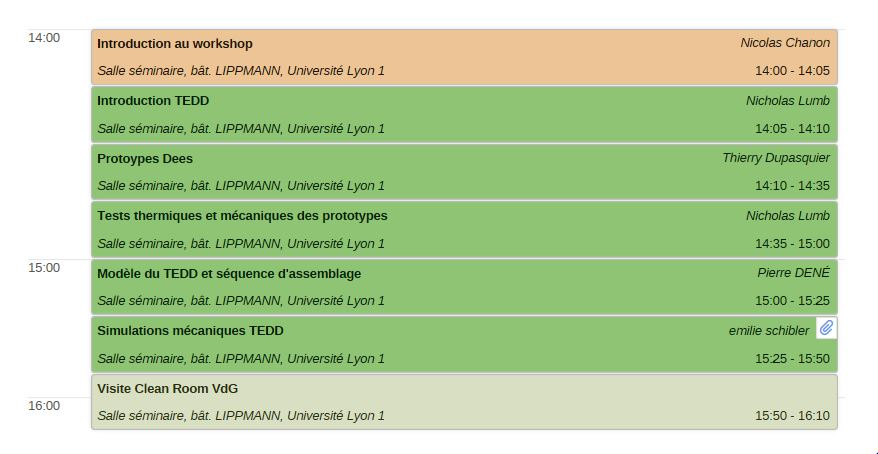 14:00
Introduction au workshop Nicolas Chanon
Salle séminaire, bât. LIPPMANN, Université Lyon 1 14:00 - 14:05
Introduction TEDD Nicholas Lumb
Salle séminaire, bât. LIPPMANN, Université Lyon 1 14:05 - 14:10
Protoypes Dees Thierry Dupasquier
Salle séminaire, bât. LIPPMANN, Université Lyon 1 14:10 - 14:35
Tests thermiques et mécaniques des prototypes Nicholas Lumb
Salle séminaire, bât. LIPPMANN, Université Lyon 1 14:35 - 15:00
15:00
Modèle du TEDD et séquence d'assemblage Pierre DENÉ
Salle séminaire, bât. LIPPMANN, Université Lyon 1 15:00 - 15:25
Simulations mécaniques TEDD emilie schibler
Salle séminaire, bât. LIPPMANN, Université Lyon 1 15:25 - 15:50
Visite Clean Room VdG
16:00
Salle séminaire, bât. LIPPMANN, Université Lyon 1 15:50 - 16:10